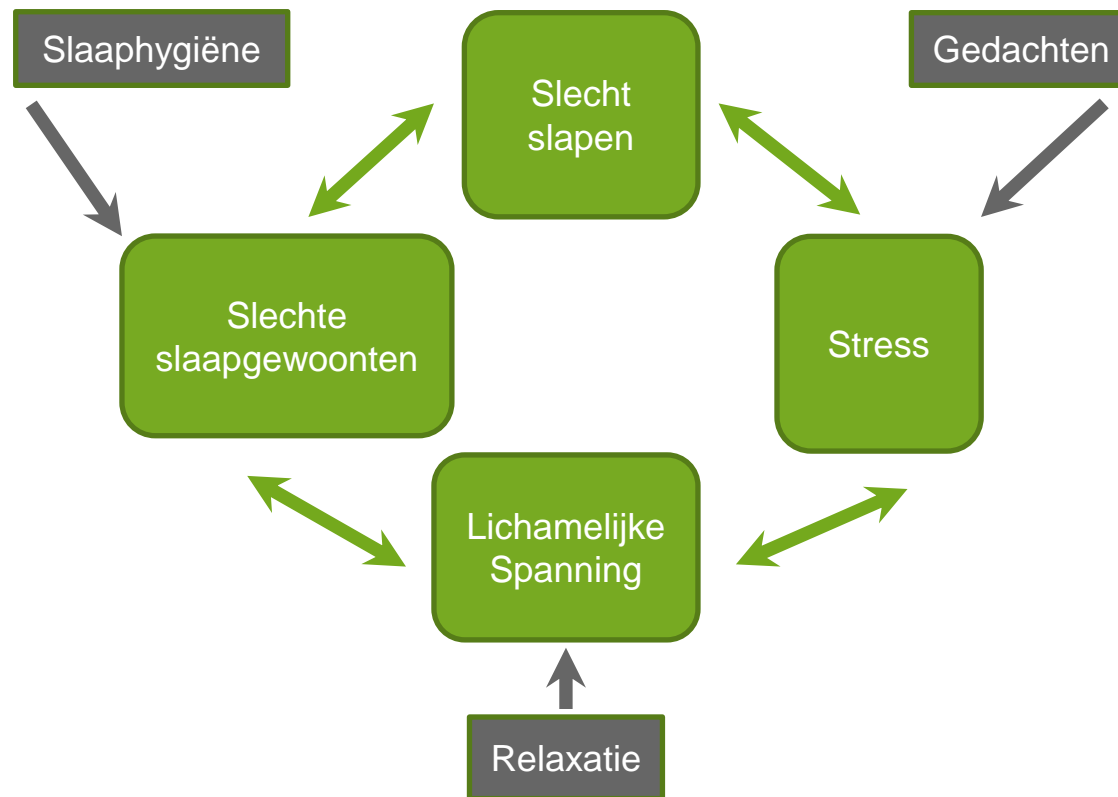 Slaaphygiëne
Gedachten
Slecht
slapen
Slechte
slaapgewoonten
Stress
Lichamelijke
Spanning
Relaxatie